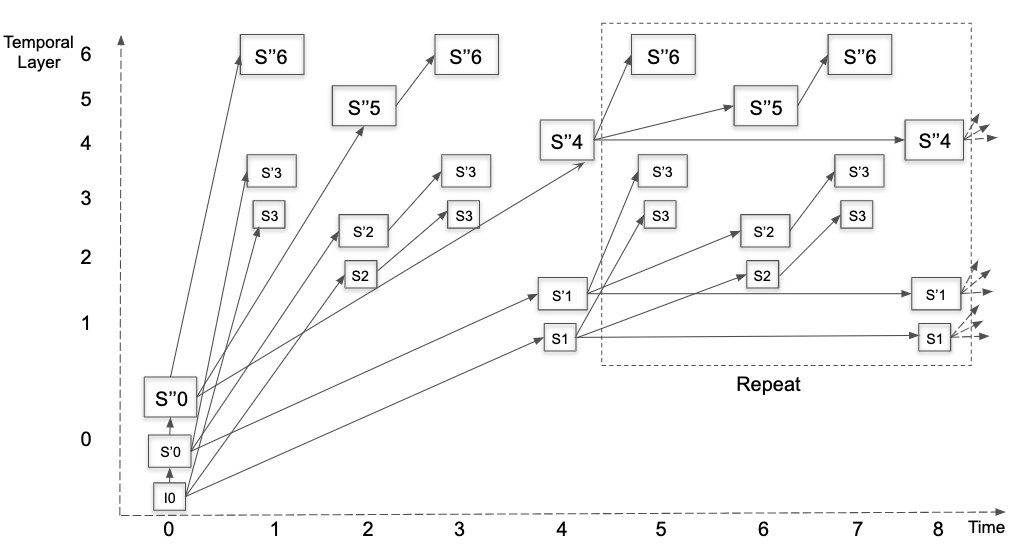 Temporal
Layer
6 S”6 S”6 S”6 S”6
5 S”5 S”5
4 S”4 S”4
S’3 S’3 S’3 S’3
3 S3 S3 S3 S3
S’2 S’2
2 S2 S2
S’1 S’1
1 S1 S1
Repeat
S”0
0 S’0
I0
0 1 2 3 4 5 6 7 8 Time